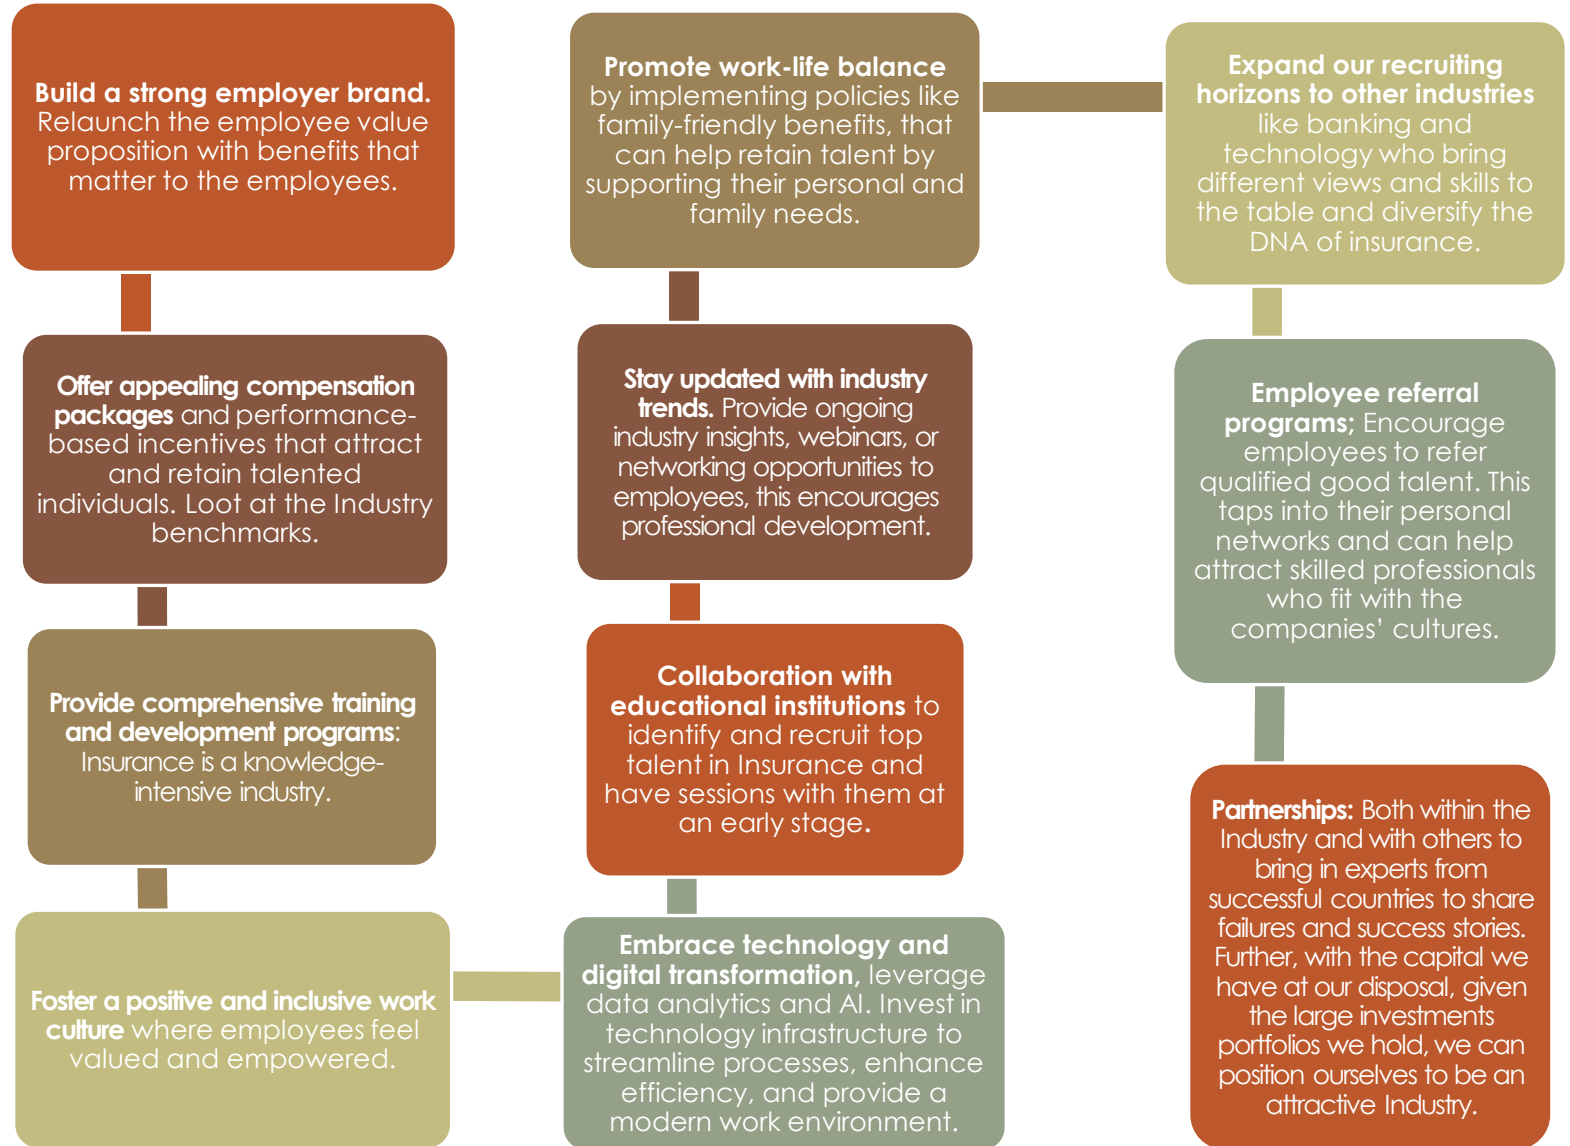 Build a strong employer brand.
Relaunch the employee value
proposition with benefits that
matter to the employees.
Offer appealing compensation
packages and performance-
based incentives that attract
and retain talented
individuals. Loot at the Industry
benchmarks.
Provide comprehensive training
and development programs:
Insurance is a knowledge-
intensive industry.
Foster a positive and inclusive work
culture where employees feel
valued and empowered.
Embrace technology and
digital transformation, leverage
data analytics and AI. Invest in
technology infrastructure to
streamline processes, enhance
efficiency, and provide a
modern work environment.
Collaboration with
educational institutions to
identify and recruit top
talent in Insurance and
have sessions with them at
an early stage.
Stay updated with industry
trends. Provide ongoing
industry insights, webinars, or
networking opportunities to
employees, this encourages
professional development.
Promote work-life balance
by implementing policies like
family-friendly benefits, that
can help retain talent by
supporting their personal and
family needs.
Expand our recruiting
horizons to other industries
like banking and
technology who bring
different views and skills to
the table and diversify the
DNA of insurance.
Employee referral
programs; Encourage
employees to refer
qualified good talent. This
taps into their personal
networks and can help
attract skilled professionals
who fit with the
companies’ cultures.
Partnerships: Both within the
Industry and with others to
bring in experts from
successful countries to share
failures and success stories.
Further, with the capital we
have at our disposal, given
the large investments
portfolios we hold, we can
position ourselves to be an
attractive Industry.